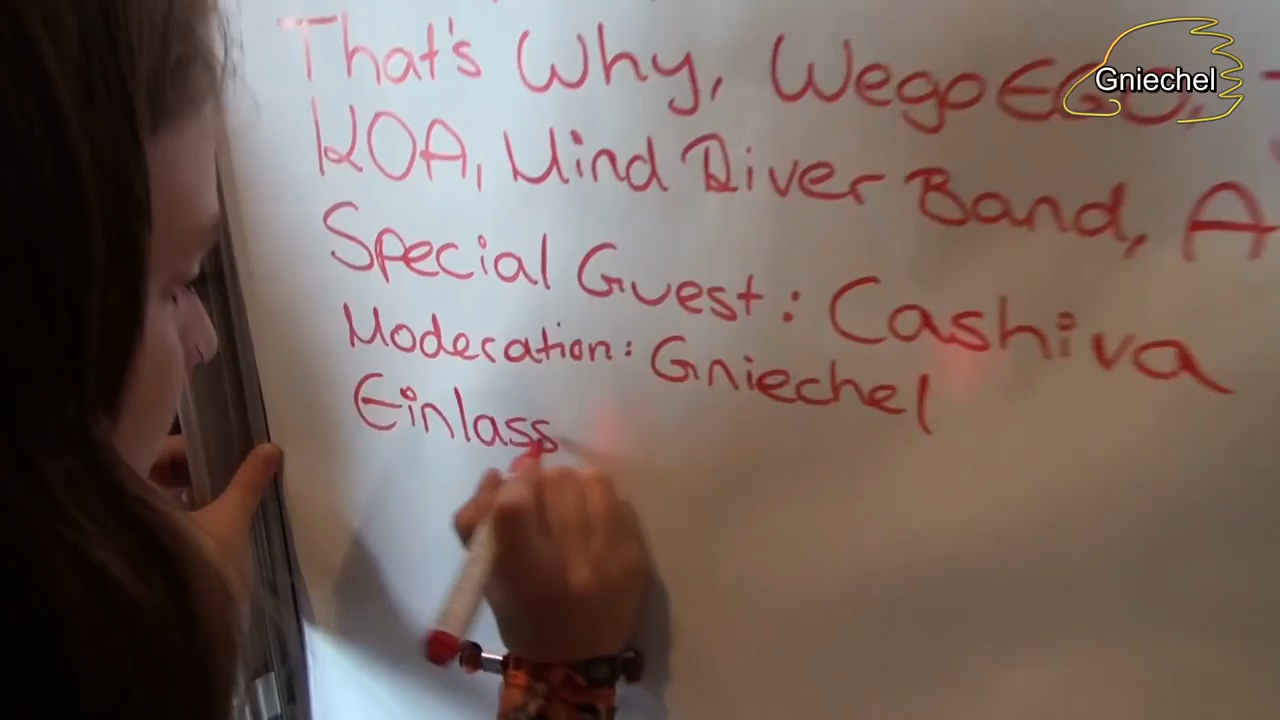 That's Why, WegoEGO,
KOA, Mind Diver Band, A
Special Guest: Cashiva
Moderation: Gniechel
Einlass
Gniechel